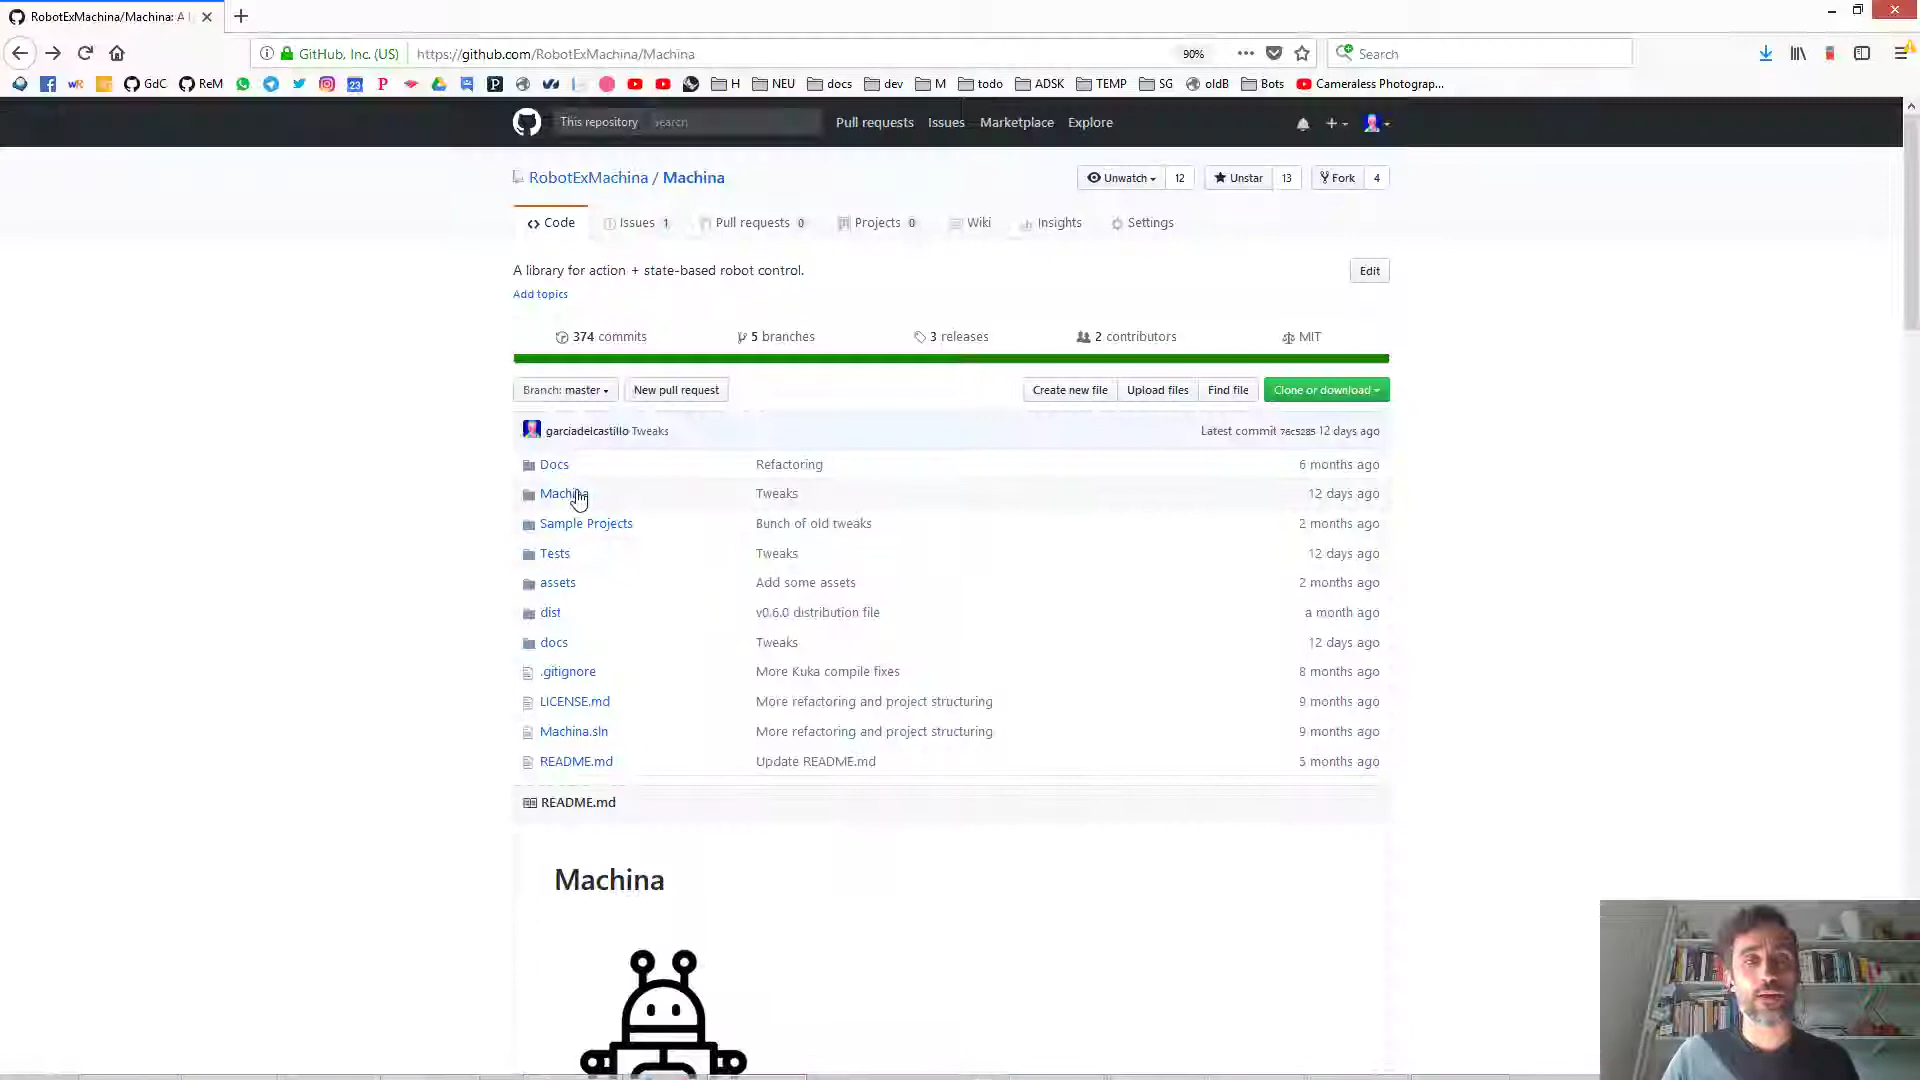 RobotExMachina/Machina: A l
GitHub, Inc. (US)
https://github.com/RobotExMachina/Machina
90%
Search
GdC
ReM
23
H
NEU
docs
dev
M
todo
ADSK
TEMP
SG
oldB
Bots
Cameraless Photograp...
This repository
Search
Pull requests
Issues
Marketplace
Explore
RobotExMachina / Machina
Unwatch
12
Unstar
13
Fork
4
Code
Issues 1
Pull requests 0
Projects 0
Wiki
Insights
Settings
A library for action + state-based robot control.
Edit
Add topics
374 commits
5 branches
3 releases
2 contributors
MIT
Branch: master
New pull request
Create new file
Upload files
Find file
Clone or download
garciadelcastillo Tweaks
Latest commit 76c5285 12 days ago
Docs
Refactoring
6 months ago
Machina
Tweaks
12 days ago
Sample Projects
Bunch of old tweaks
2 months ago
Tests
Tweaks
12 days ago
assets
Add some assets
2 months ago
dist
v0.6.0 distribution file
a month ago
docs
Tweaks
12 days ago
.gitignore
More Kuka compile fixes
8 months ago
LICENSE.md
More refactoring and project structuring
9 months ago
Machina.sln
More refactoring and project structuring
9 months ago
README.md
Update README.md
5 months ago
README.md
Machina